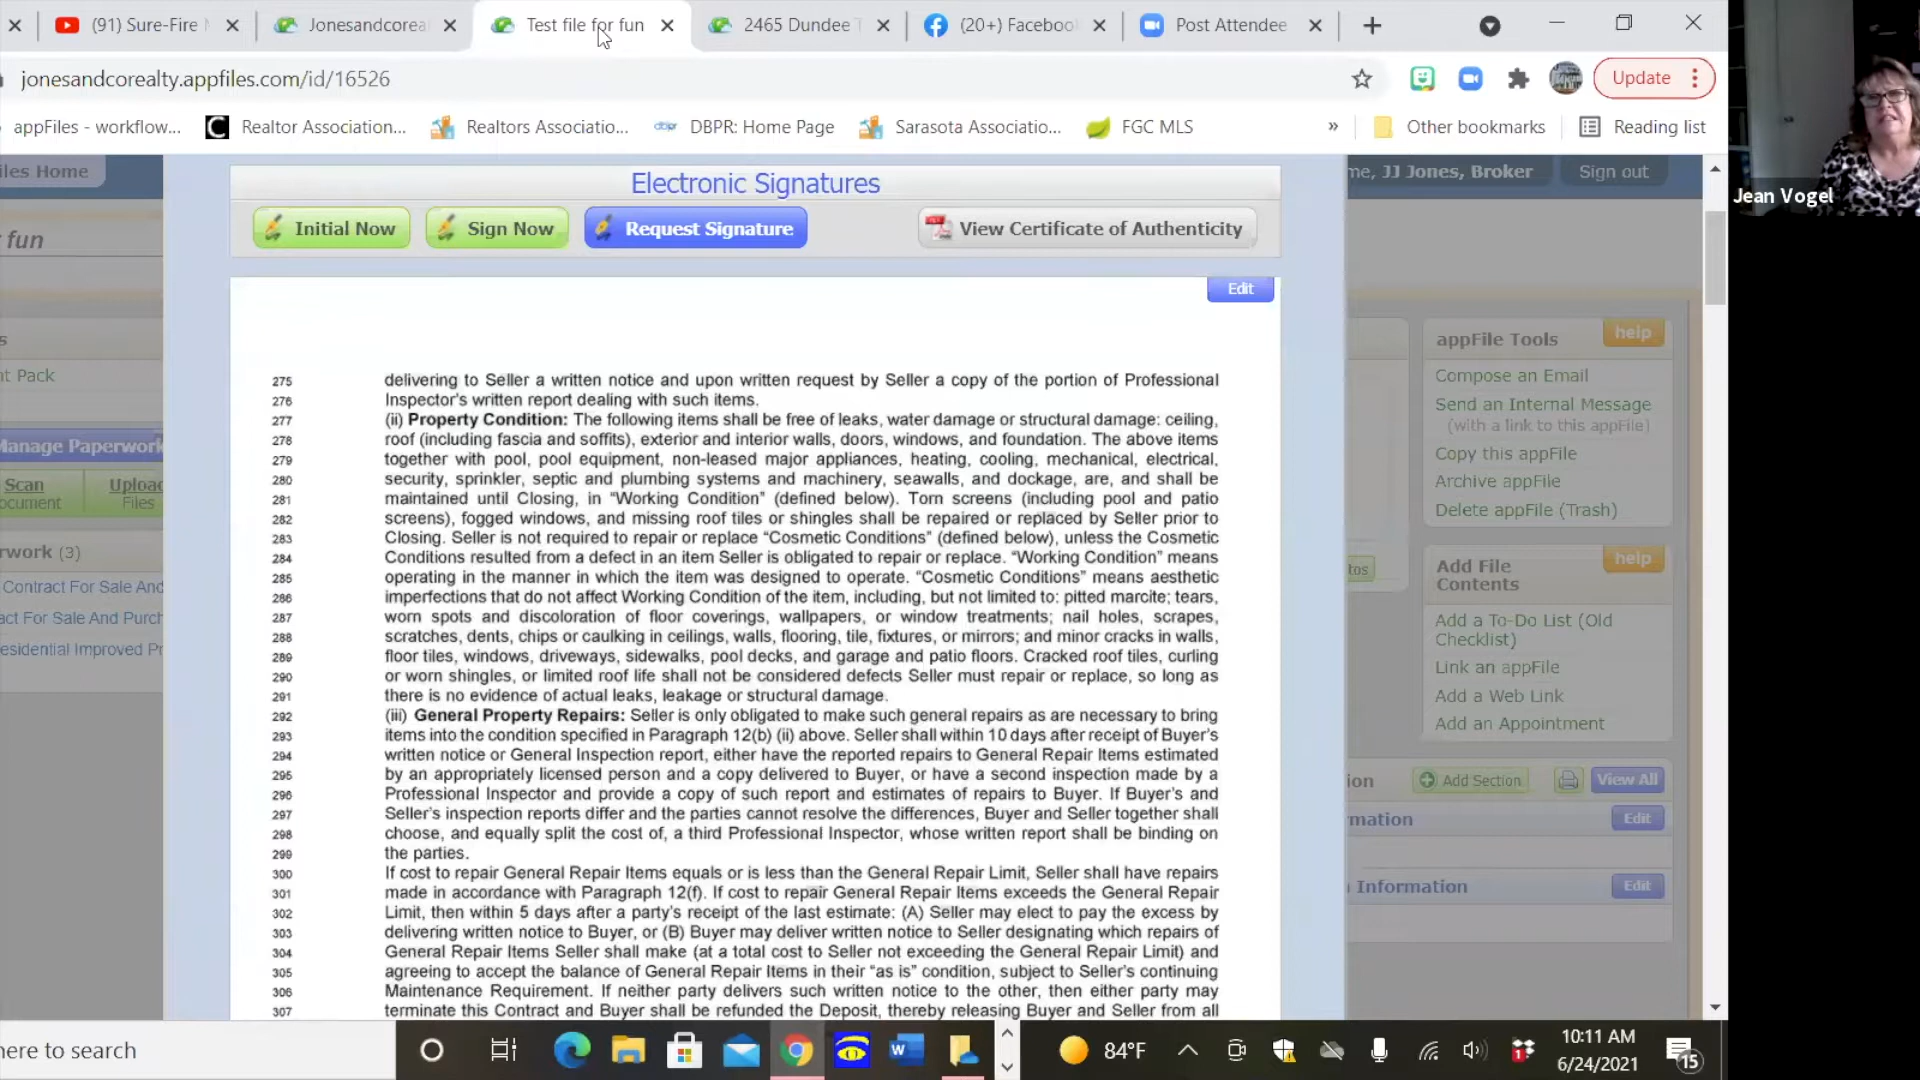 (91) Sure-Fire
Jonesandcorea
Test file for fun
2465 Dundee T
(20+) Facebook
Post Attendee
jonesandcorealty.appfiles.com/id/16526
Update
appFiles - workflow...
Realtor Association...
Realtors Associatio...
DBPR: Home Page
Sarasota Associatio...
FGC MLS
»
Other bookmarks
Reading list
Jean Vogel
iles Home
me, JJ Jones, Broker
Sign out
Electronic Signatures
Initial Now
Sign Now
Request Signature
View Certificate of Authenticity
r fun
Edit
s
nt Pack
Manage Paperwork
Scan
ocument
Upload
Files
rwork (3)
Contract For Sale And
act For Sale And Purch
esidential Improved Pr
275 delivering to Seller a written notice and upon written request by Seller a copy of the portion of Professional
276 Inspector's written report dealing with such items.
277 (ii) Property Condition: The following items shall be free of leaks, water damage or structural damage: ceiling,
278 roof (including fascia and soffits), exterior and interior walls, doors, windows, and foundation. The above items
279 together with pool, pool equipment, non-leased major appliances, heating, cooling, mechanical, electrical,
280 security, sprinkler, septic and plumbing systems and machinery, seawalls, and dockage, are, and shall be
281 maintained until Closing, in "Working Condition" (defined below). Torn screens (including pool and patio
282 screens), fogged windows, and missing roof tiles or shingles shall be repaired or replaced by Seller prior to
283 Closing. Seller is not required to repair or replace "Cosmetic Conditions" (defined below), unless the Cosmetic
284 Conditions resulted from a defect in an item Seller is obligated to repair or replace. "Working Condition" means
285 operating in the manner in which the item was designed to operate. "Cosmetic Conditions" means aesthetic
286 imperfections that do not affect Working Condition of the item, including, but not limited to: pitted marcite; tears,
287 worn spots and discoloration of floor coverings, wallpapers, or window treatments; nail holes, scrapes,
288 scratches, dents, chips or caulking in ceilings, walls, flooring, tile, fixtures, or mirrors; and minor cracks in walls,
289 floor tiles, windows, driveways, sidewalks, pool decks, and garage and patio floors. Cracked roof tiles, curling
290 or worn shingles, or limited roof life shall not be considered defects Seller must repair or replace, so long as
291 there is no evidence of actual leaks, leakage or structural damage.
292 (iii) General Property Repairs: Seller is only obligated to make such general repairs as are necessary to bring
293 items into the condition specified in Paragraph 12(b) (ii) above. Seller shall within 10 days after receipt of Buyer's
294 written notice or General Inspection report, either have the reported repairs to General Repair Items estimated
295 by an appropriately licensed person and a copy delivered to Buyer, or have a second inspection made by a
296 Professional Inspector and provide a copy of such report and estimates of repairs to Buyer. If Buyer's and
297 Seller's inspection reports differ and the parties cannot resolve the differences, Buyer and Seller together shall
298 choose, and equally split the cost of, a third Professional Inspector, whose written report shall be binding on
299 the parties.
300 If cost to repair General Repair Items equals or is less than the General Repair Limit, Seller shall have repairs
301 made in accordance with Paragraph 12(f). If cost to repair General Repair Items exceeds the General Repair
302 Limit, then within 5 days after a party's receipt of the last estimate: (A) Seller may elect to pay the excess by
303 delivering written notice to Buyer, or (B) Buyer may deliver written notice to Seller designating which repairs of
304 General Repair Items Seller shall make (at a total cost to Seller not exceeding the General Repair Limit) and
305 agreeing to accept the balance of General Repair Items in their "as is" condition, subject to Seller's continuing
306 Maintenance Requirement. If neither party delivers such written notice to the other, then either party may
307 terminate this Contract and Buyer shall be refunded the Deposit, thereby releasing Buyer and Seller from all
appFile Tools
help
Compose an Email
Send an Internal Message
(with a link to this appFile)
Copy this appFile
Archive appFile
Delete appFile (Trash)
Add File
Contents
help
tos
Add a To-Do List (Old
Checklist)
Link an appFile
Add a Web Link
Add an Appointment
ion
Add Section
View All
rmation
Edit
Information
Edit
here to search
84°F
10:11 AM
6/24/2021
15